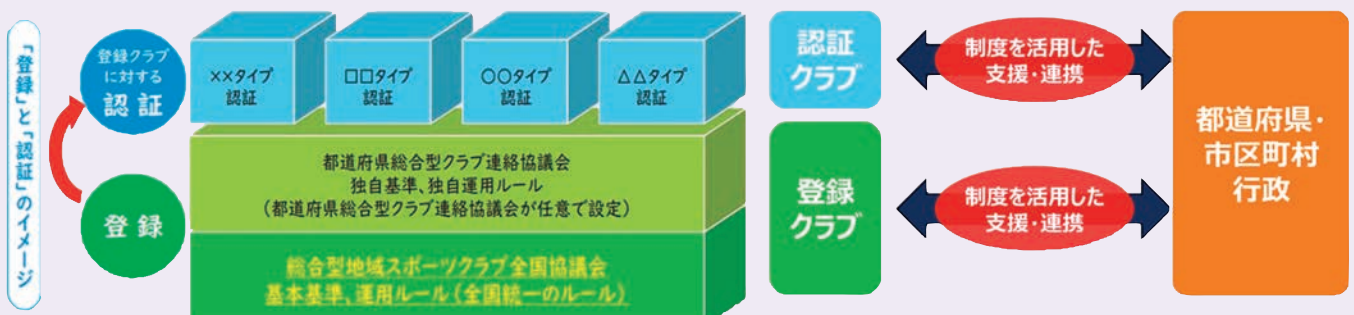 「登録」と「認証」のイメージ
登録クラブ
に対する
認証
登録
××タイプ
認証
□□タイプ
認証
○○タイプ
認証
△△タイプ
認証
都道府県総合型クラブ連絡協議会
独自基準、独自運用ルール
(都道府県総合型クラブ連絡協議会が任意で設定)
総合型地域スポーツクラブ全国協議会
基本基準、運用ルール(全国統一のルール)
認証
クラブ
登録
クラブ
制度を活用した
支援・連携
制度を活用した
支援・連携
都道府県・
市区町村
行政